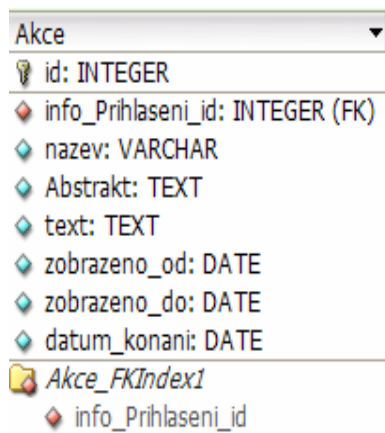 Akce
id: INTEGER
info_Prihlaseni_id: INTEGER (FK)
nazev: VARCHAR
Abstrakt: TEXT
text: TEXT
zobrazeno_od: DATE
zobrazeno_do: DATE
datum_konani: DATE
Akce_FKIndex1
info_Prihlaseni_id